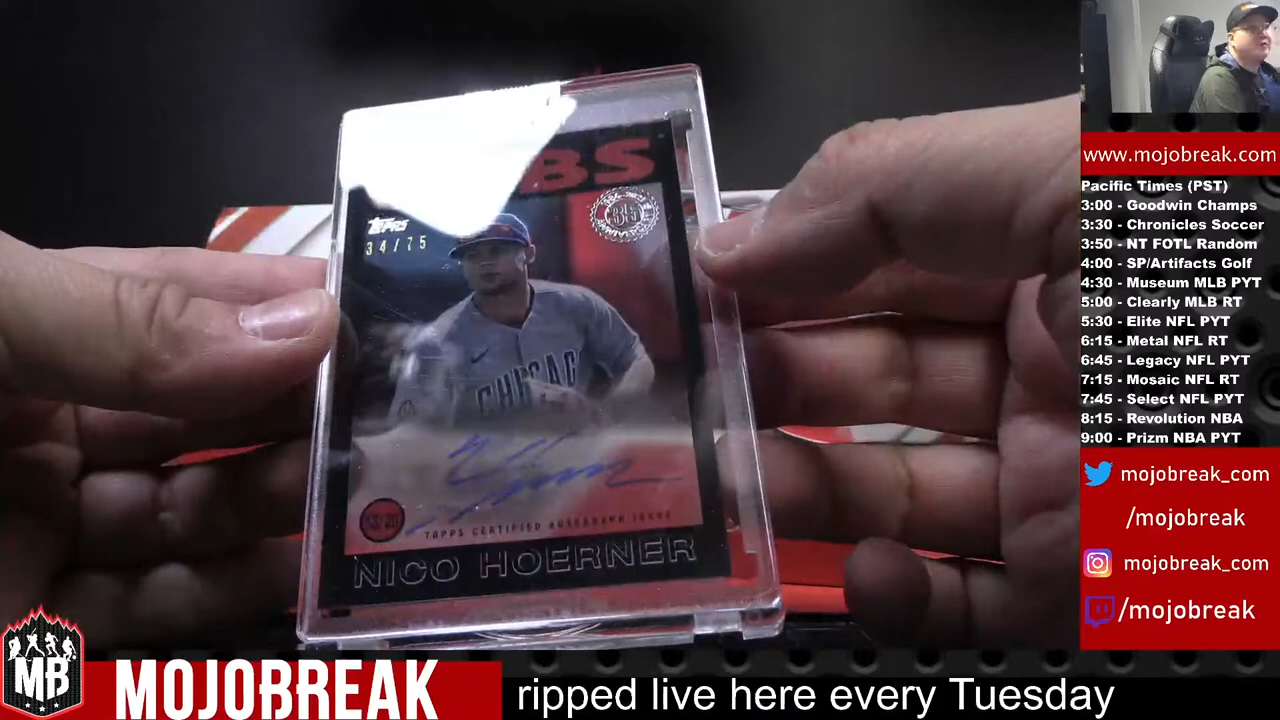 BS
Topps
35
ANNIVERSARY
34/75
CHICAG
TOPPS CERTIFIED AUTOGRAPH ISSUE
NICO HOERNER
www.mojobreak.com
Pacific Times (PST)
3:00 - Goodwin Champs
3:30 - Chronicles Soccer
3:50 - NT FOTL Random
4:00 - SP/Artifacts Golf
4:30 - Museum MLB PYT
5:00 - Clearly MLB RT
5:30 - Elite NFL PYT
6:15 - Metal NFL RT
6:45 - Legacy NFL PYT
7:15 - Mosaic NFL RT
7:45 - Select NFL PYT
8:15 - Revolution NBA
9:00 - Prizm NBA PYT
mojobreak_com
/mojobreak
mojobreak_com
/mojobreak
MB
MOJOBREAK
ripped live here every Tuesday